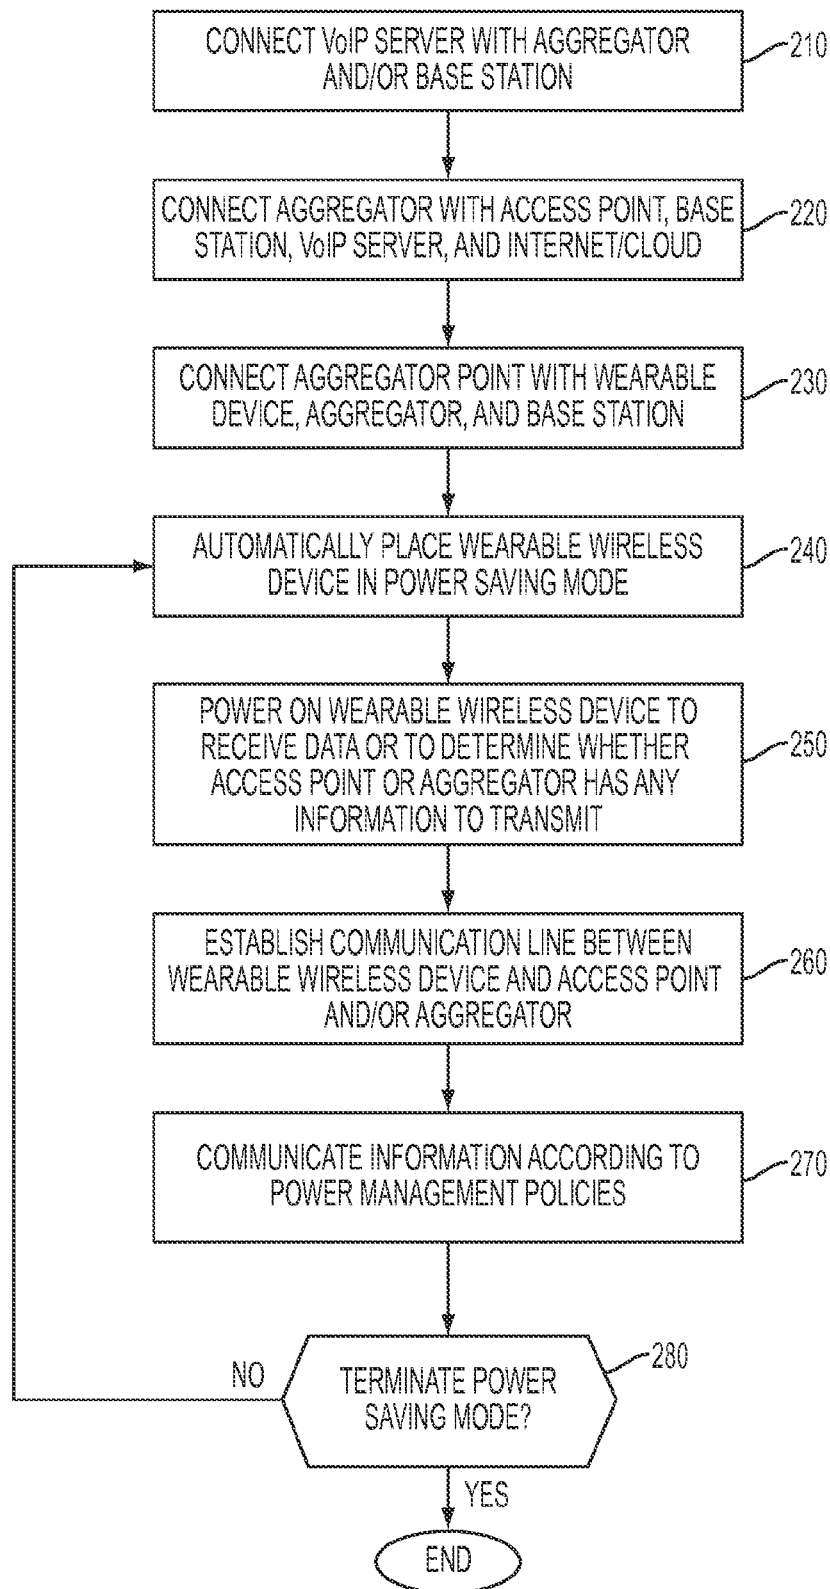 CONNECT VoIP SERVER WITH AGGREGATOR
AND/OR BASE STATION
210
CONNECT AGGREGATOR WITH ACCESS POINT, BASE
STATION, VoIP SERVER, AND INTERNET/CLOUD
220
CONNECT AGGREGATOR POINT WITH WEARABLE
DEVICE, AGGREGATOR, AND BASE STATION
230
AUTOMATICALLY PLACE WEARABLE WIRELESS
DEVICE IN POWER SAVING MODE
240
POWER ON WEARABLE WIRELESS DEVICE TO
RECEIVE DATA OR TO DETERMINE WHETHER
ACCESS POINT OR AGGREGATOR HAS ANY
INFORMATION TO TRANSMIT
250
ESTABLISH COMMUNICATION LINE BETWEEN
WEARABLE WIRELESS DEVICE AND ACCESS POINT
AND/OR AGGREGATOR
260
COMMUNICATE INFORMATION ACCORDING TO
POWER MANAGEMENT POLICIES
270
TERMINATE POWER
SAVING MODE?
280
NO
YES
END